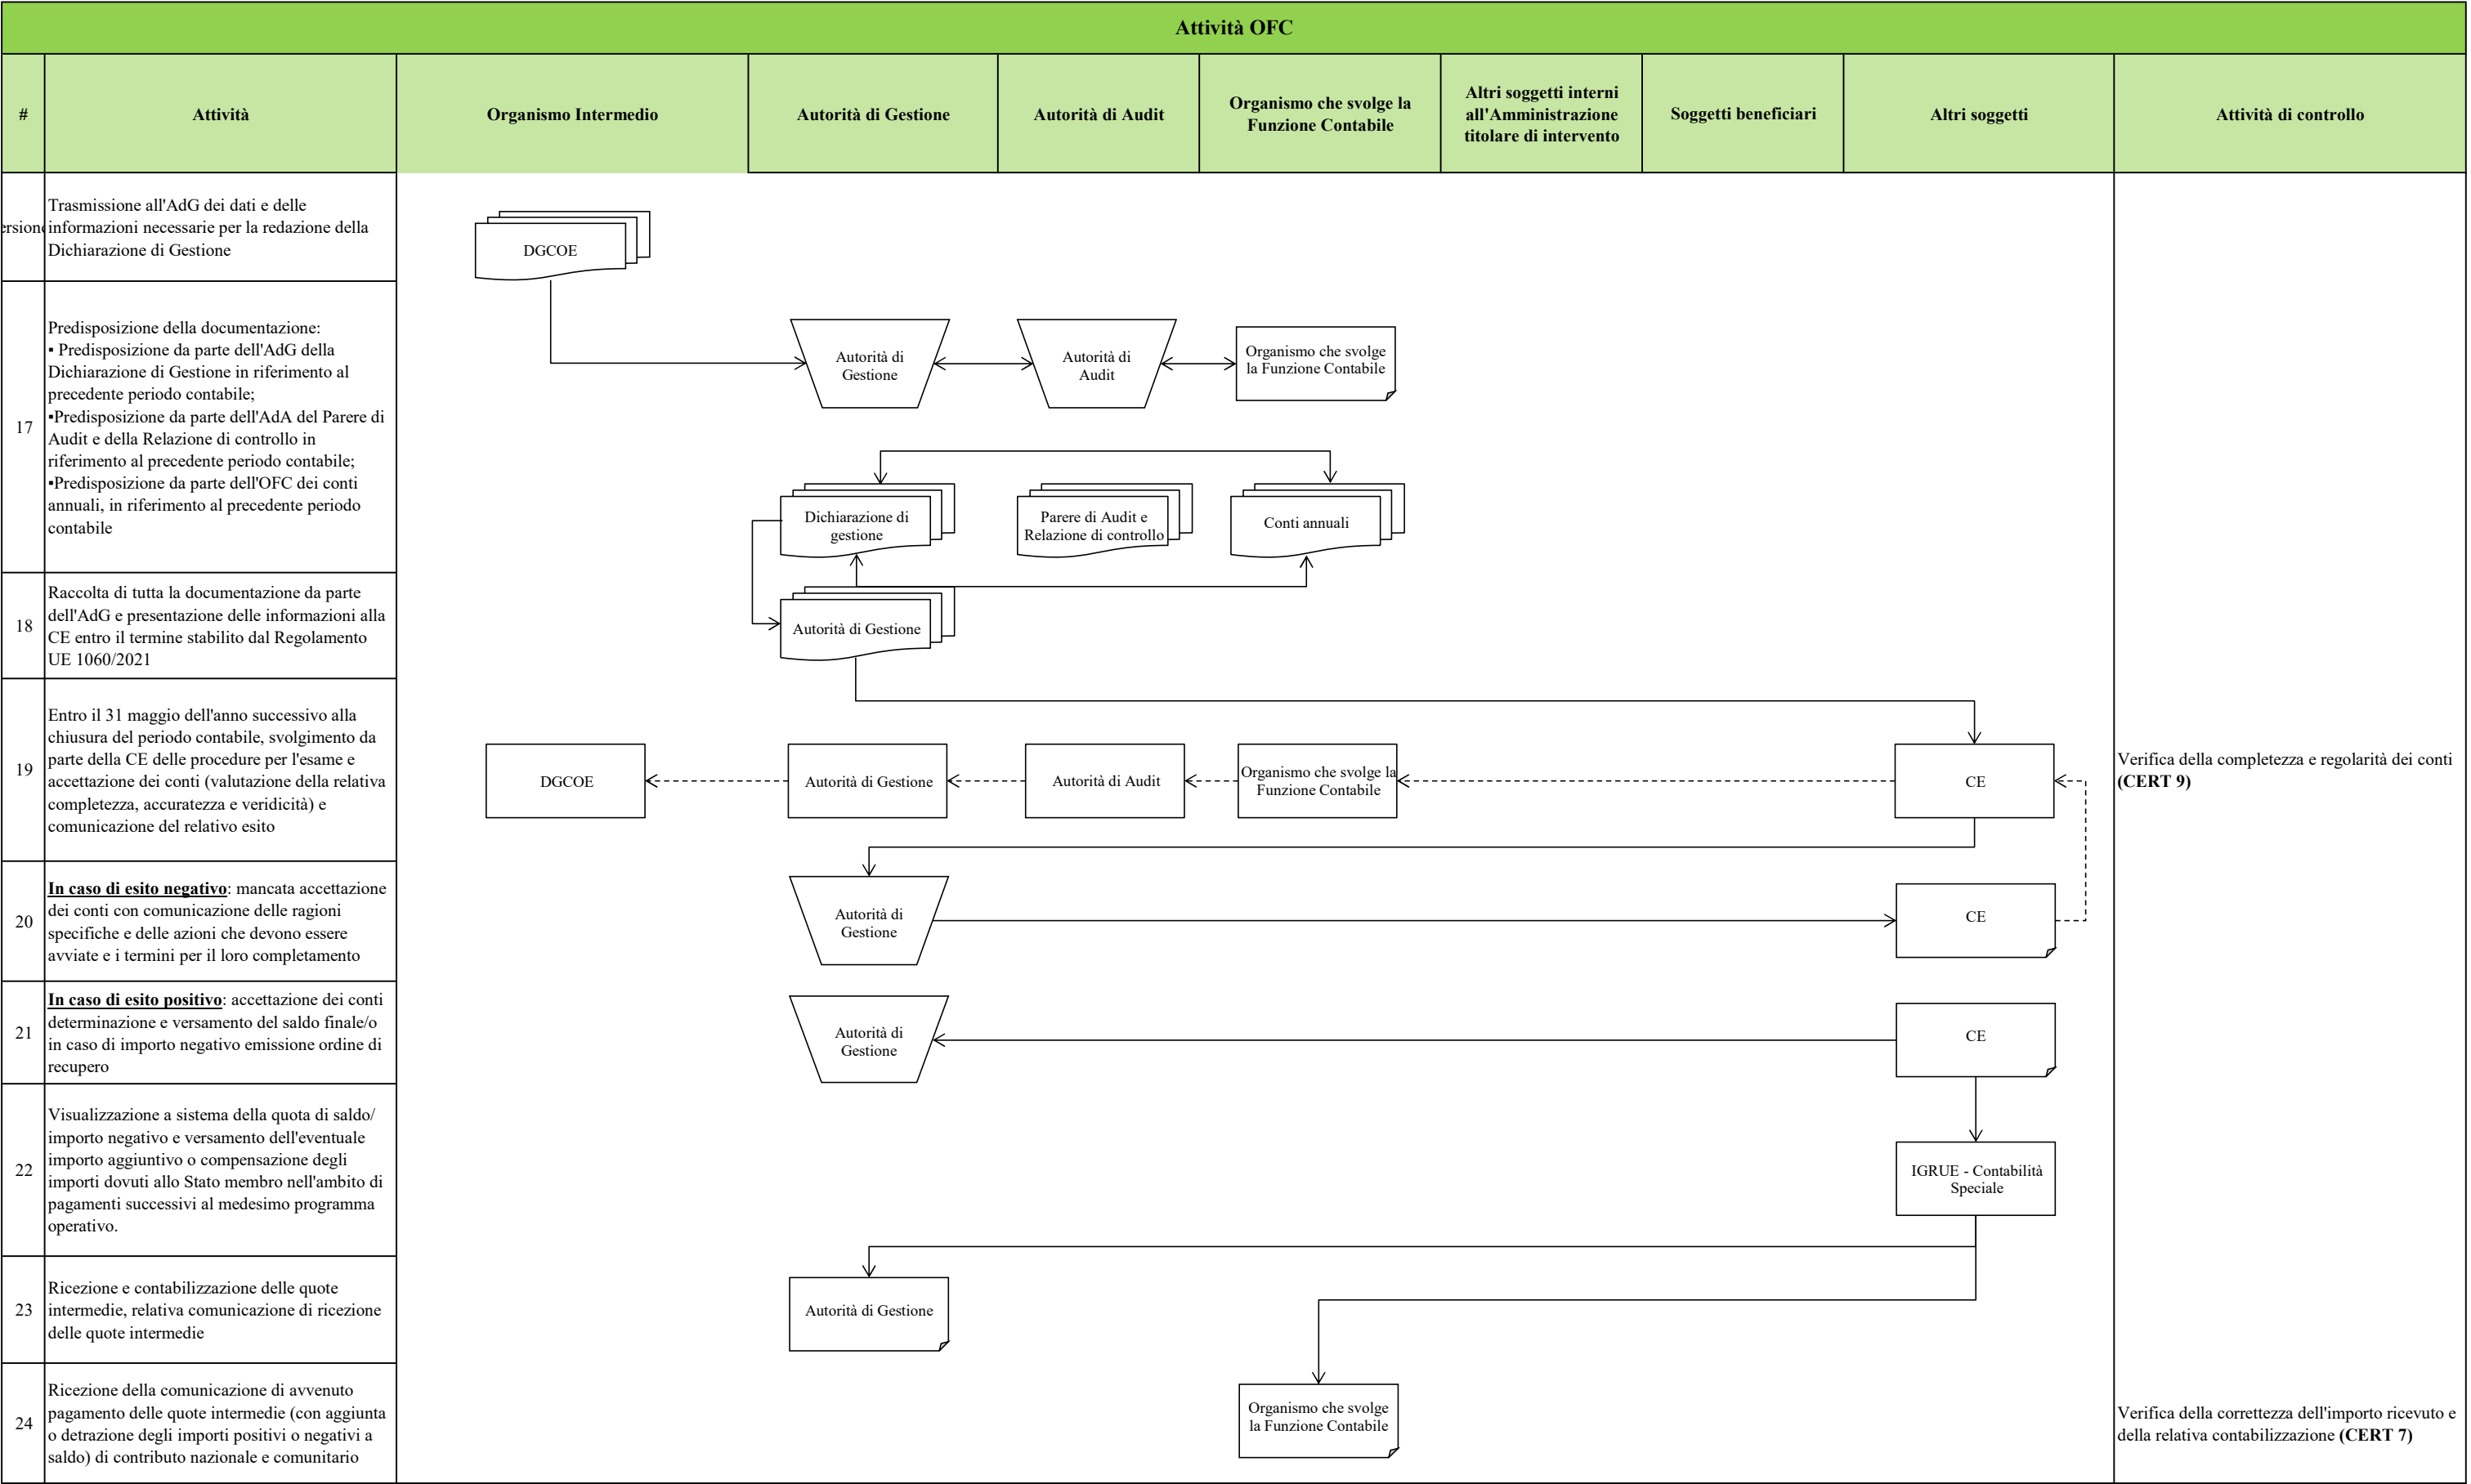 Attività OFC
#
Attività
Organismo Intermedio
Autorità di Gestione
Autorità di Audit
Organismo che svolge la
Funzione Contabile
Altri soggetti interni
all'Amministrazione
titolare di intervento
Soggetti beneficiari
Altri soggetti
Attività di controllo
ersione
Trasmissione all'AdG dei dati e delle
informazioni necessarie per la redazione della
Dichiarazione di Gestione
DGCOE
17
Predisposizione della documentazione:
▪ Predisposizione da parte dell'AdG della
Dichiarazione di Gestione in riferimento al
precedente periodo contabile;
▪Predisposizione da parte dell'AdA del Parere di
Audit e della Relazione di controllo in
riferimento al precedente periodo contabile;
▪Predisposizione da parte dell'OFC dei conti
annuali, in riferimento al precedente periodo
contabile
Autorità di
Gestione
Autorità di
Audit
Organismo che svolge
la Funzione Contabile
Dichiarazione di
gestione
Parere di Audit e
Relazione di controllo
Conti annuali
18
Raccolta di tutta la documentazione da parte
dell'AdG e presentazione delle informazioni alla
CE entro il termine stabilito dal Regolamento
UE 1060/2021
Autorità di Gestione
19
Entro il 31 maggio dell'anno successivo alla
chiusura del periodo contabile, svolgimento da
parte della CE delle procedure per l'esame e
accettazione dei conti (valutazione della relativa
completezza, accuratezza e veridicità) e
comunicazione del relativo esito
DGCOE
Autorità di Gestione
Autorità di Audit
Organismo che svolge la
Funzione Contabile
CE
Verifica della completezza e regolarità dei conti
(CERT 9)
20
In caso di esito negativo: mancata accettazione
dei conti con comunicazione delle ragioni
specifiche e delle azioni che devono essere
avviate e i termini per il loro completamento
Autorità di
Gestione
CE
21
In caso di esito positivo: accettazione dei conti
determinazione e versamento del saldo finale/o
in caso di importo negativo emissione ordine di
recupero
Autorità di
Gestione
CE
22
Visualizzazione a sistema della quota di saldo/
importo negativo e versamento dell'eventuale
importo aggiuntivo o compensazione degli
importi dovuti allo Stato membro nell'ambito di
pagamenti successivi al medesimo programma
operativo.
IGRUE - Contabilità
Speciale
23
Ricezione e contabilizzazione delle quote
intermedie, relativa comunicazione di ricezione
delle quote intermedie
Autorità di Gestione
24
Ricezione della comunicazione di avvenuto
pagamento delle quote intermedie (con aggiunta
o detrazione degli importi positivi o negativi a
saldo) di contributo nazionale e comunitario
Organismo che svolge
la Funzione Contabile
Verifica della correttezza dell'importo ricevuto e
della relativa contabilizzazione (CERT 7)